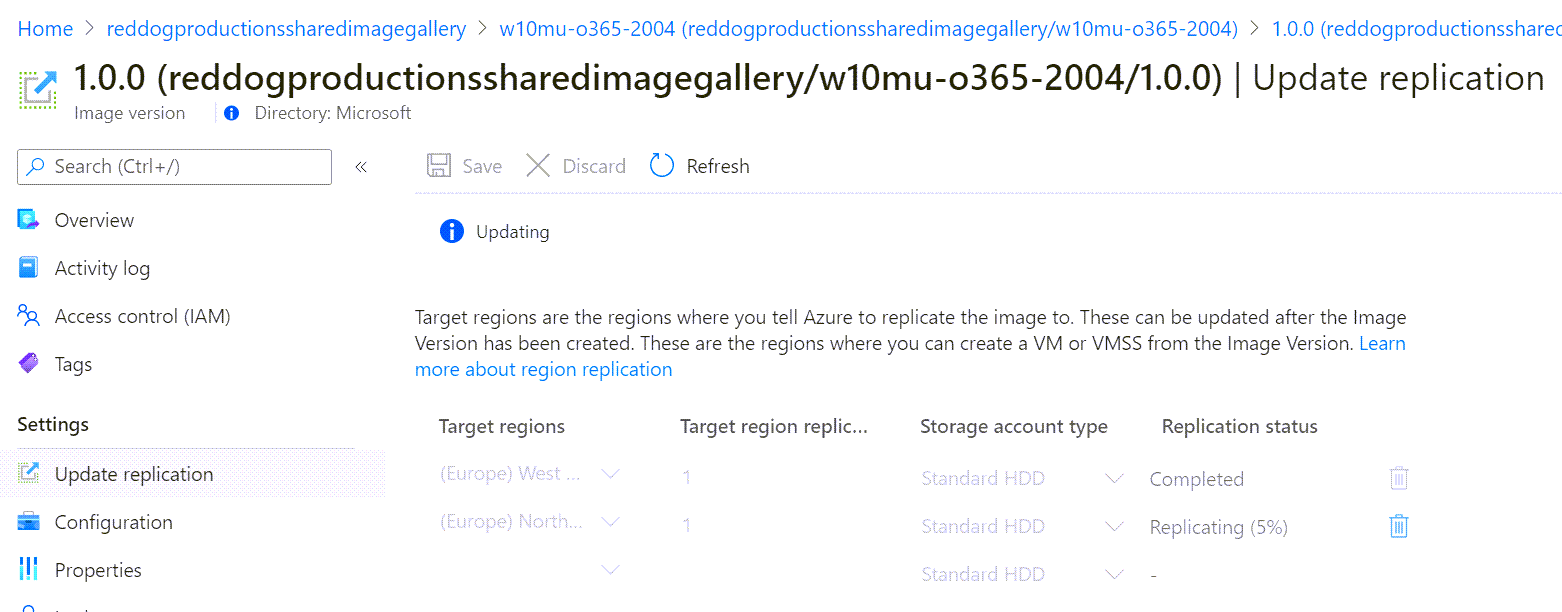 Home > reddogproductionssharedimagegallery > w10mu-o365-2004 (reddogproductionssharedimagegallery/w10mu-o365-2004) > 1.0.0 (reddogproductionsshared
1.0.0 (reddogproductionssharedimagegallery/w10mu-o365-2004/1.0.0) | Update replication
Image version Directory: Microsoft
Search (Ctrl+/) «
Save Discard Refresh
Overview
Updating
Activity log
Access control (IAM)
Target regions are the regions where you tell Azure to replicate the image to. These can be updated after the Image
Version has been created. These are the regions where you can create a VM or VMSS from the Image Version. Learn
more about region replication
Tags
Settings
Target regions Target region replic... Storage account type Replication status
Update replication
(Europe) West ... 1 Standard HDD Completed
Configuration
(Europe) North... 1 Standard HDD Replicating (5%)
Properties
Standard HDD -